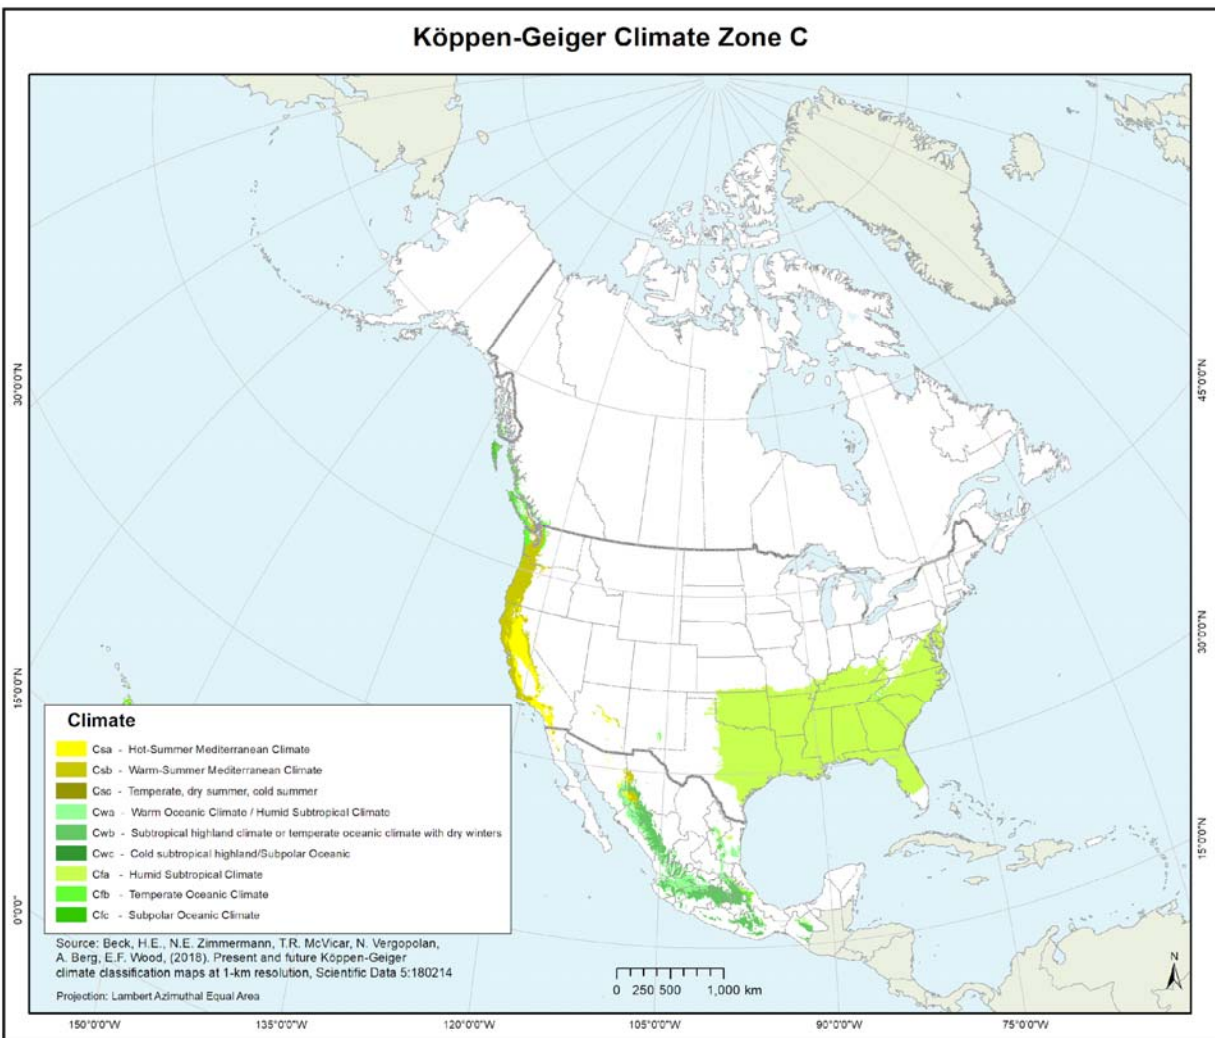 Köppen-Geiger Climate Zone C
30°0'0"N
15°0'0"N
0°0'0"
45°0'0"N
30°0'0"N
15°0'0"N
Climate
Csa - Hot-Summer Mediterranean Climate
Csb - Warm-Summer Mediterranean Climate
Csc - Temperate, dry summer, cold summer
Cwa - Warm Oceanic Climate / Humid Subtropical Climate
Cwb - Subtropical highland climate or temperate oceanic climate with dry winters
Cwc - Cold subtropical highland/Subpolar Oceanic
Cfa - Humid Subtropical Climate
Cfb - Temperate Oceanic Climate
Cfc - Subpolar Oceanic Climate
Source: Beck, H.E., N.E. Zimmermann, T.R. McVicar, N. Vergopolan,
A. Berg, E.F. Wood, (2018). Present and future Köppen-Geiger
climate classification maps at 1-km resolution, Scientific Data 5:180214
Projection: Lambert Azimuthal Equal Area
0 250 500 1,000 km
N
150°0'0"W 135°0'0"W 120°0'0"W 105°0'0"W 90°0'0"W 75°0'0"W